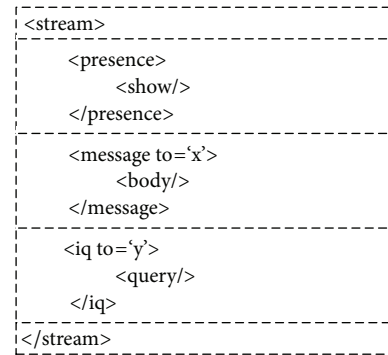 <stream>
<presence>
<show/>
</presence>
<message to=‘x’>
<body/>
</message>
<iq to=‘y’>
<query/>
</iq>
</stream>